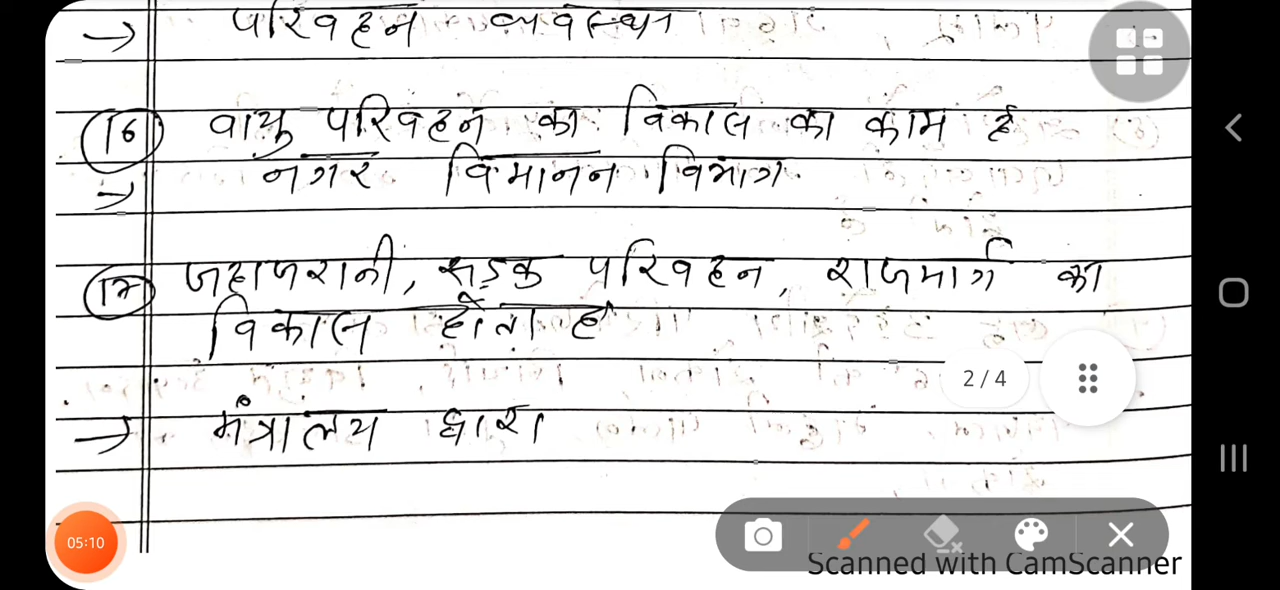 → परिवहन व्यवस्था
16 वायु परिवहन का विकास का काम है
→ नगर विमानन विभाग.
17 जहाजरानी, सड़क परिवहन, राजमार्ग का
विकास होता है
2/4
→ मंत्रालय द्वारा
05:10
Scanned with CamScanner